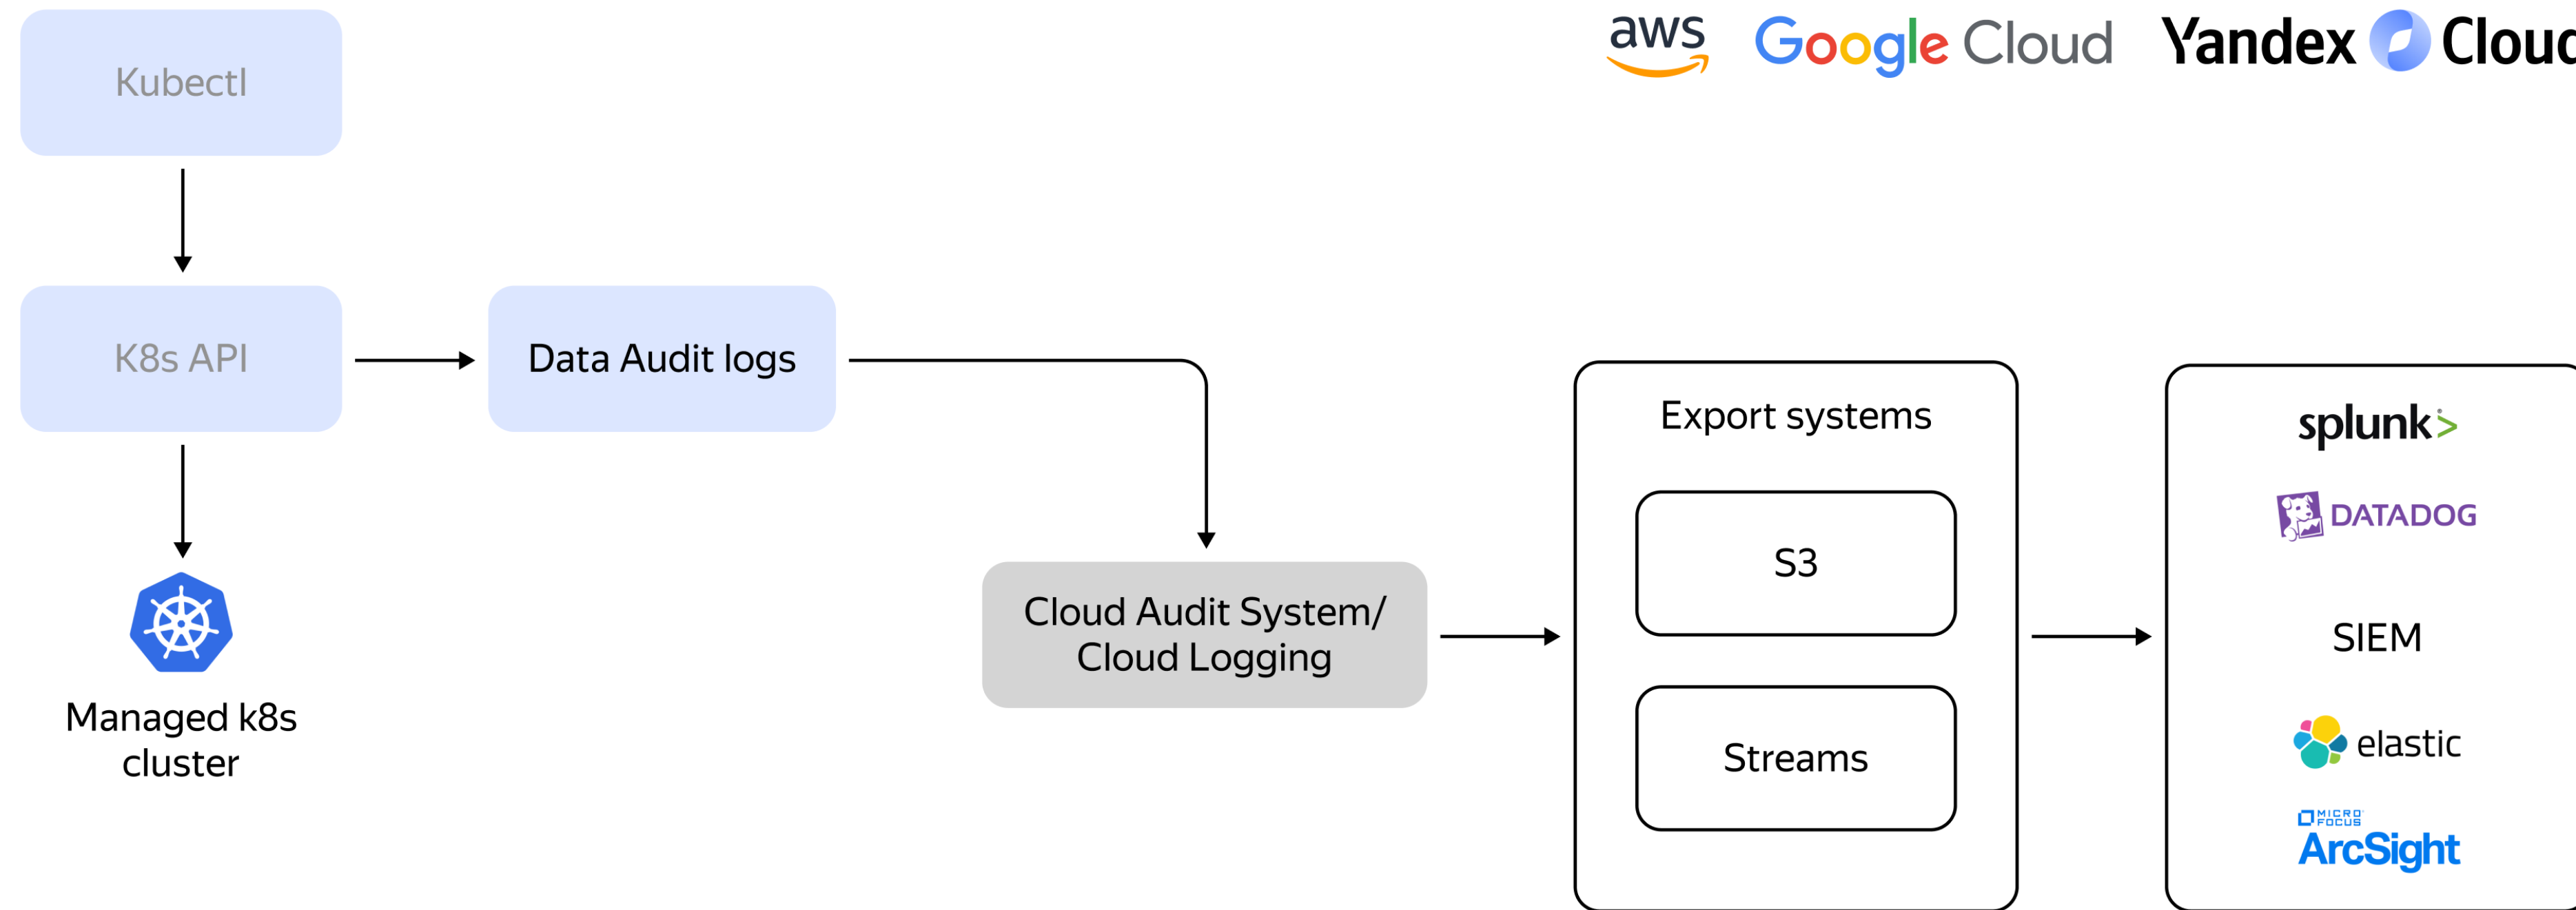 Kubectl
aws
Google Cloud
Yandex Cloud
K8s API
Data Audit logs
Managed k8s
cluster
Cloud Audit System/
Cloud Logging
Export systems
S3
Streams
splunk>
DATADOG
SIEM
elastic
MICRO
FOCUS
ArcSight